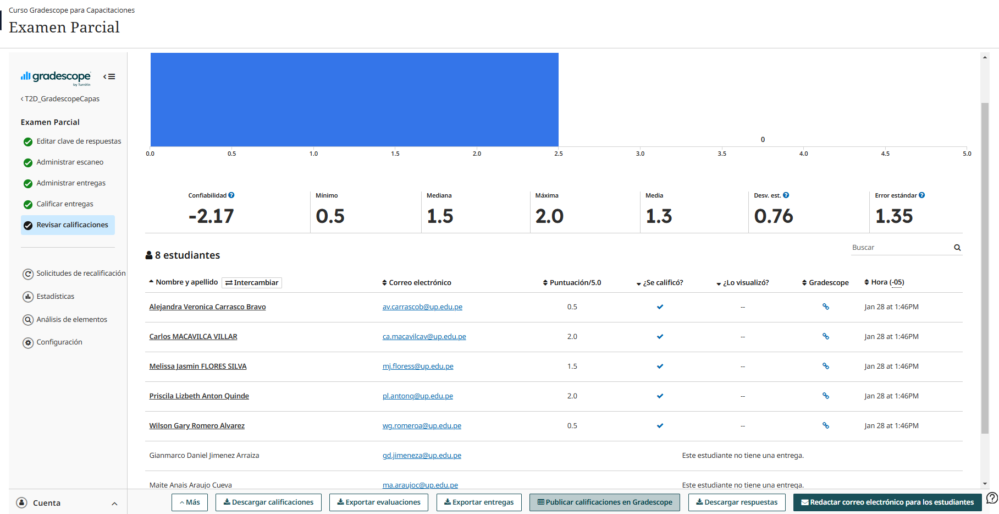 Curso Gradescope para Capacitaciones
Examen Parcial
gradescope
by Turnitin
T2D_GradescopeCapas
Examen Parcial
Editar clave de respuestas
Administrar escaneo
Administrar entregas
Calificar entregas
Revisar calificaciones
Solicitudes de recalificación
Estadísticas
Análisis de elementos
Configuración
Cuenta
0
0.0 0.5 1.0 1.5 2.0 2.5 3.0 3.5 4.0 4.5 5.0
Confiabilidad Mínimo Mediana Máxima Media Desv. est. Error estándar
-2.17 0.5 1.5 2.0 1.3 0.76 1.35
8 estudiantes
Buscar
Nombre y apellido Intercambiar Correo electrónico Puntuación/5.0 ¿Se calificó? ¿Lo visualizó? Gradescope Hora (-05)
Alejandra Veronica Carrasco Bravo av.carrascob@up.edu.pe 0.5 -- Jan 28 at 1:46PM
Carlos MACAVILCA VILLAR ca.macavilcav@up.edu.pe 2.0 -- Jan 28 at 1:46PM
Melissa Jasmin FLORES SILVA mj.floress@up.edu.pe 1.5 -- Jan 28 at 1:46PM
Priscila Lizbeth Anton Quinde pl.antonq@up.edu.pe 2.0 -- Jan 28 at 1:46PM
Wilson Gary Romero Alvarez wg.romeroa@up.edu.pe 0.5 -- Jan 28 at 1:46PM
Gianmarco Daniel Jimenez Arraiza gd.jimeneza@up.edu.pe Este estudiante no tiene una entrega.
Maite Anais Araujo Cueva ma.araujoc@up.edu.pe Este estudiante no tiene una entrega.
Más Descargar calificaciones Exportar evaluaciones Exportar entregas Publicar calificaciones en Gradescope Descargar respuestas Redactar correo electrónico para los estudiantes